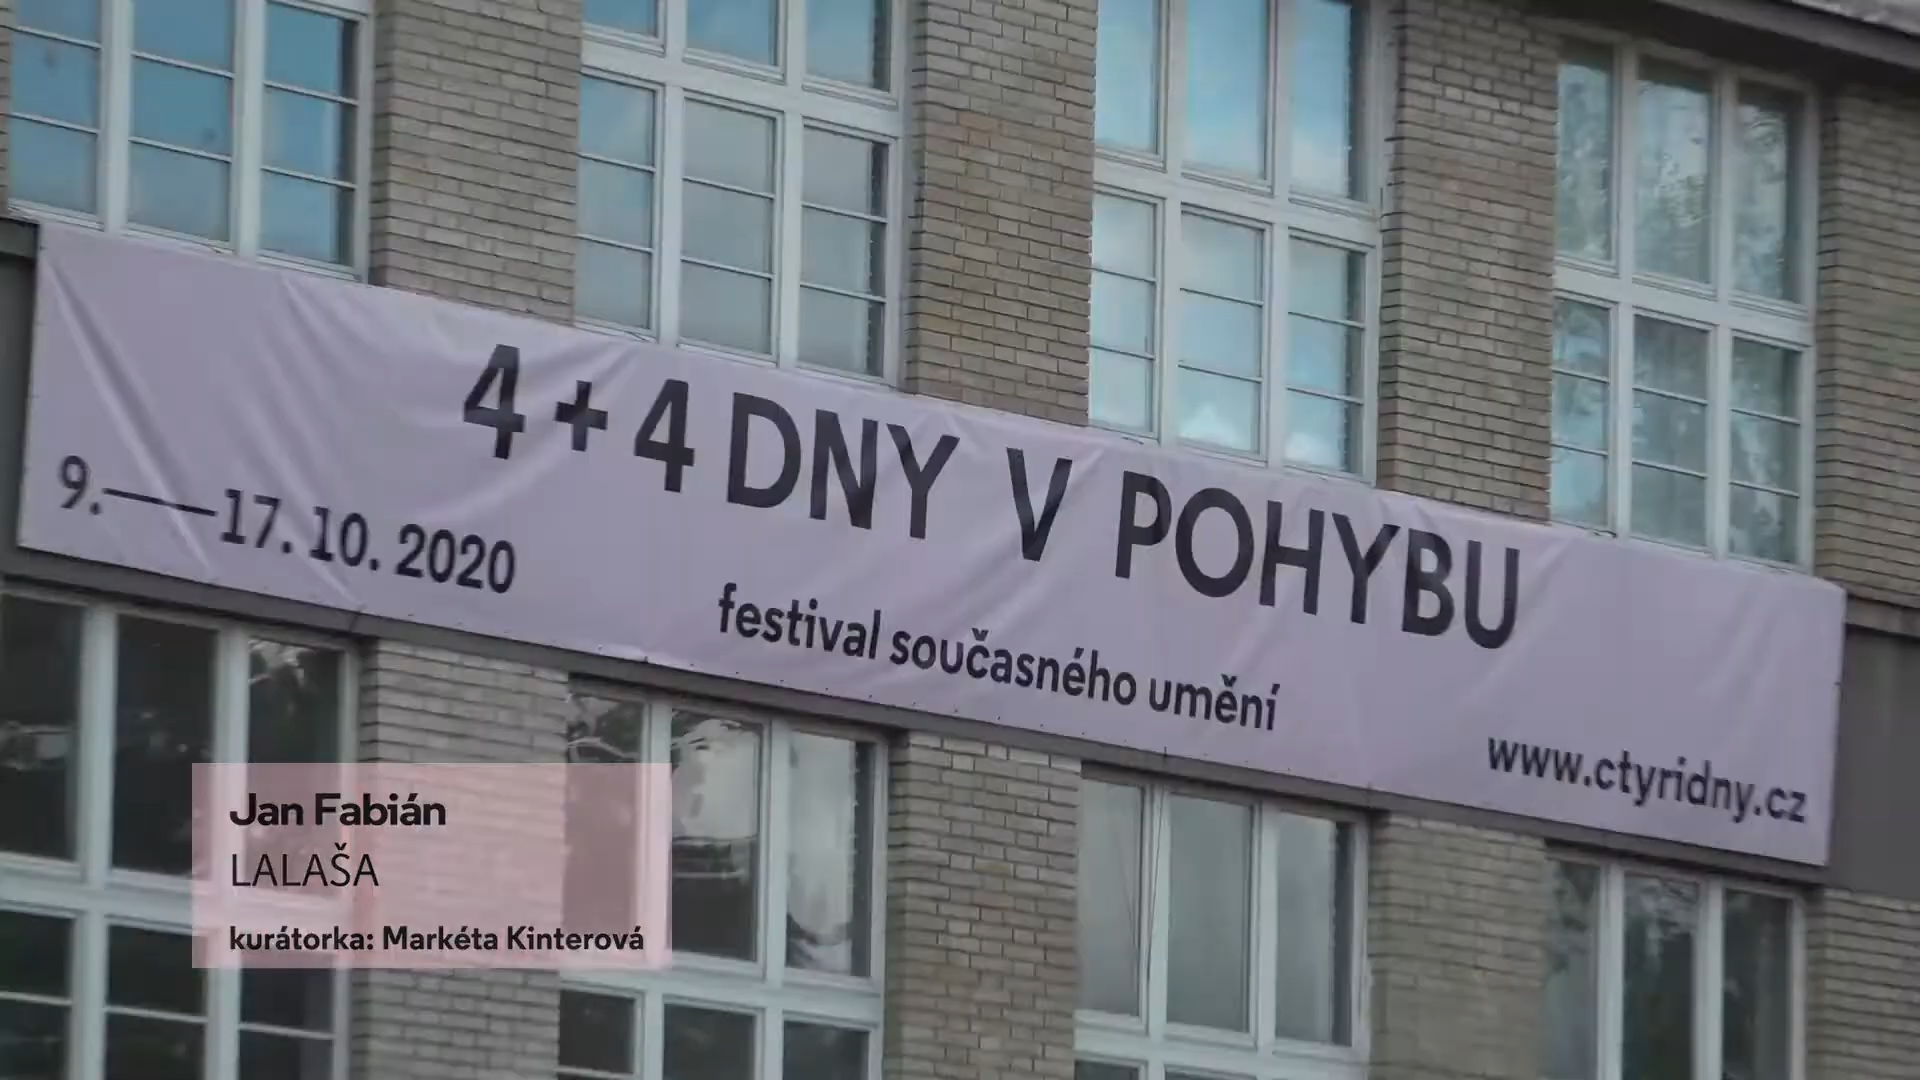 4 + 4 DNY V POHYBU
9.——17. 10. 2020
festival současného umění
www.ctyridny.cz
Jan Fabián
LALAŠA
kurátorka: Markéta Kinterová